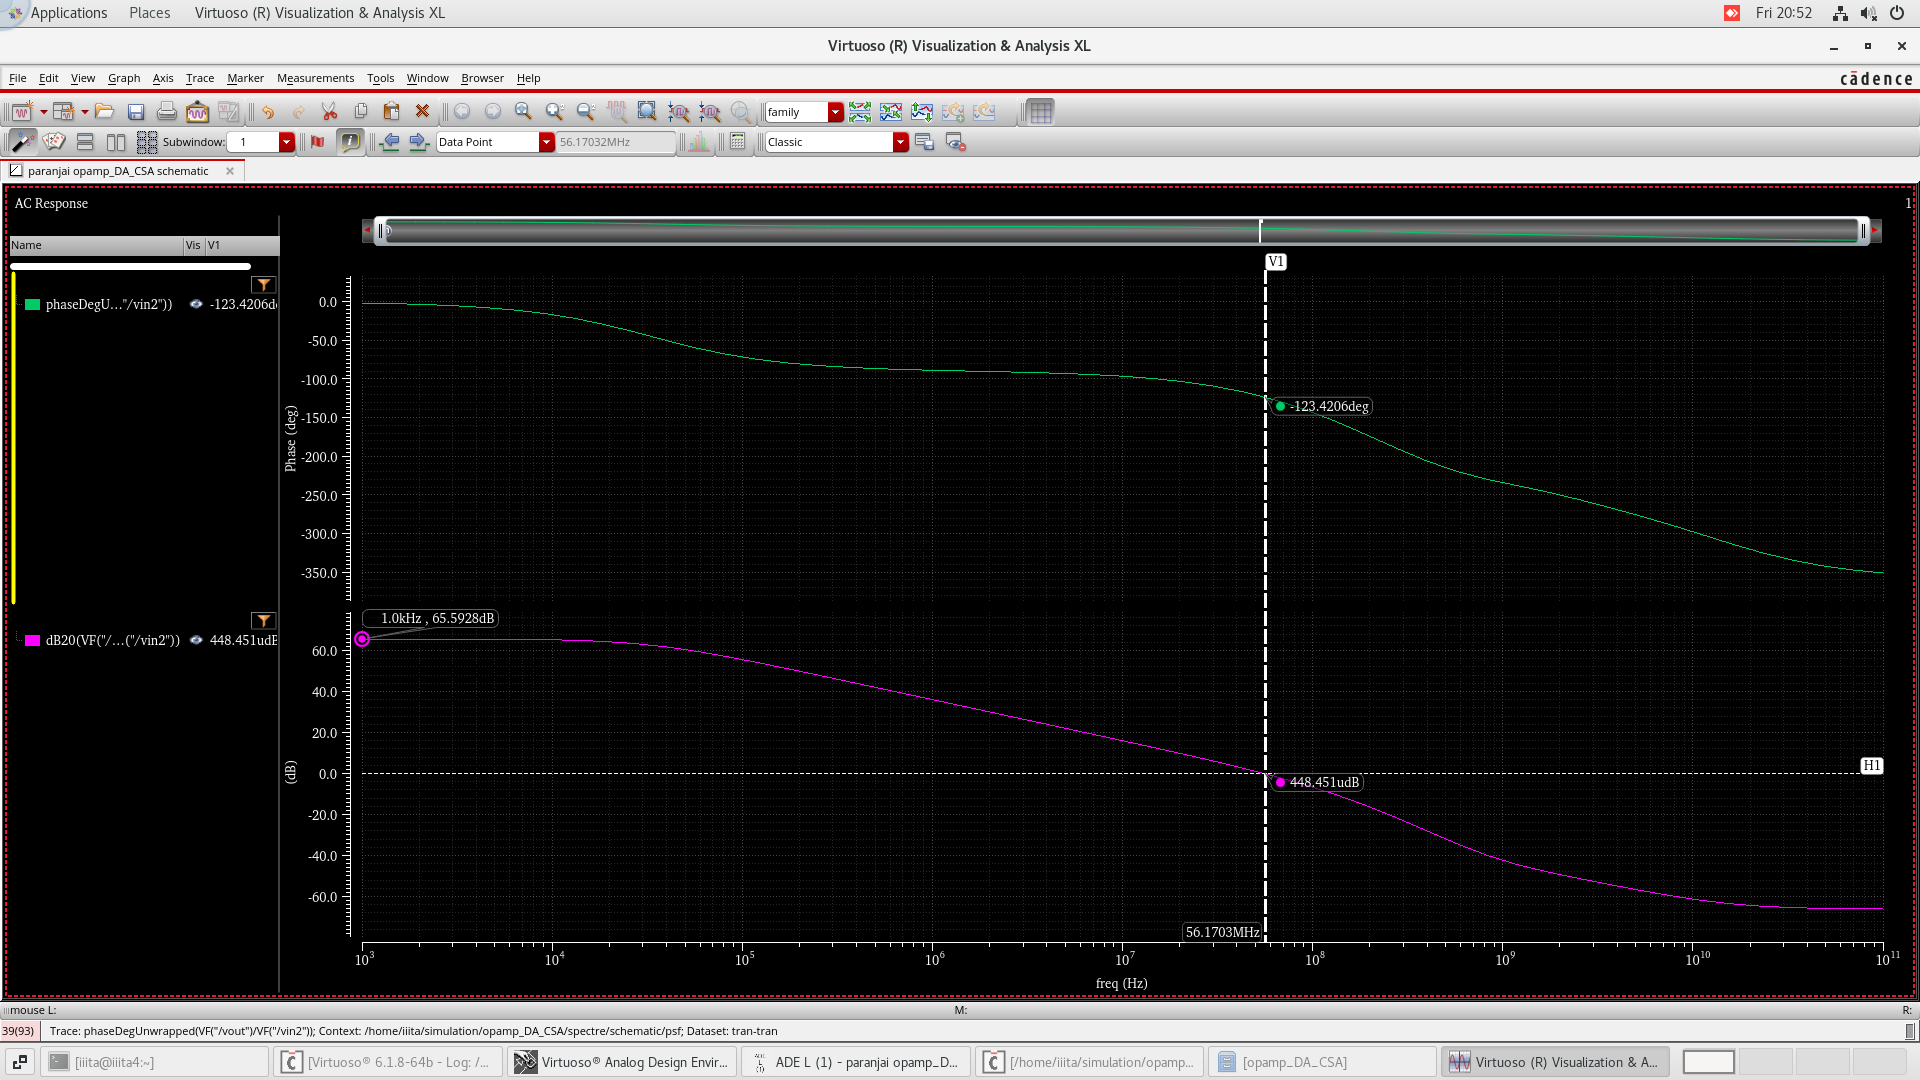 Applications Places Virtuoso (R) Visualization & Analysis XL Fri 20:52
Virtuoso (R) Visualization & Analysis XL
File Edit View Graph Axis Trace Marker Measurements Tools Window Browser Help cādence
family
Subwindow: 1 Data Point 56.17032MHz Classic
paranjai opamp_DA_CSA schematic
AC Response 1
Name Vis V1
V1
phaseDegU..."/vin2")) -123.4206d
0.0
-50.0
-100.0
-150.0
-200.0
-250.0
-300.0
-350.0
Phase (deg)
-123.4206deg
dB20(VF("/...("/vin2")) 448.451udB
1.0kHz , 65.5928dB
60.0
40.0
20.0
0.0
-20.0
-40.0
-60.0
(dB)
H1
448.451udB
56.1703MHz
10³ 10⁴ 10⁵ 10⁶ 10⁷ 10⁸ 10⁹ 10¹⁰ 10¹¹
freq (Hz)
mouse L: M: R:
39(93) Trace: phaseDegUnwrapped(VF("/vout")/VF("/vin2")); Context: /home/iiita/simulation/opamp_DA_CSA/spectre/schematic/psf; Dataset: tran-tran
[iiita@iiita4:~] [Virtuoso® 6.1.8-64b - Log: /... Virtuoso® Analog Design Envir... ADE L (1) - paranjai opamp_D... [/home/iiita/simulation/opamp... [opamp_DA_CSA] Virtuoso (R) Visualization & A...